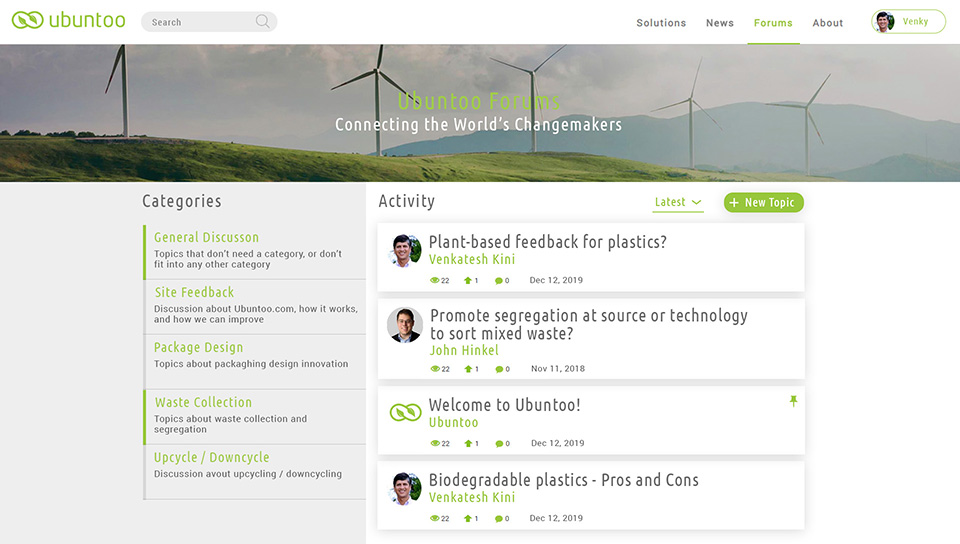 ubuntoo
Search
Solutions News Forums About Venky
Ubuntoo Forums
Connecting the World's Changemakers
Categories
General Discusson
Topics that don't need a category, or don't
fit into any other category
Site Feedback
Discussion about Ubuntoo.com, how it works,
and how we can improve
Package Design
Topics about packaghing design innovation
Waste Collection
Topics about waste collection and
segregation
Upcycle / Downcycle
Discussion avout upcycling / downcycling
Activity
Latest
+ New Topic
Plant-based feedback for plastics?
Venkatesh Kini
22 1 0 Dec 12, 2019
Promote segregation at source or technology
to sort mixed waste?
John Hinkel
22 1 0 Nov 11, 2018
Welcome to Ubuntoo!
Ubuntoo
22 1 0 Dec 12, 2019
Biodegradable plastics - Pros and Cons
Venkatesh Kini
22 1 0 Dec 12, 2019